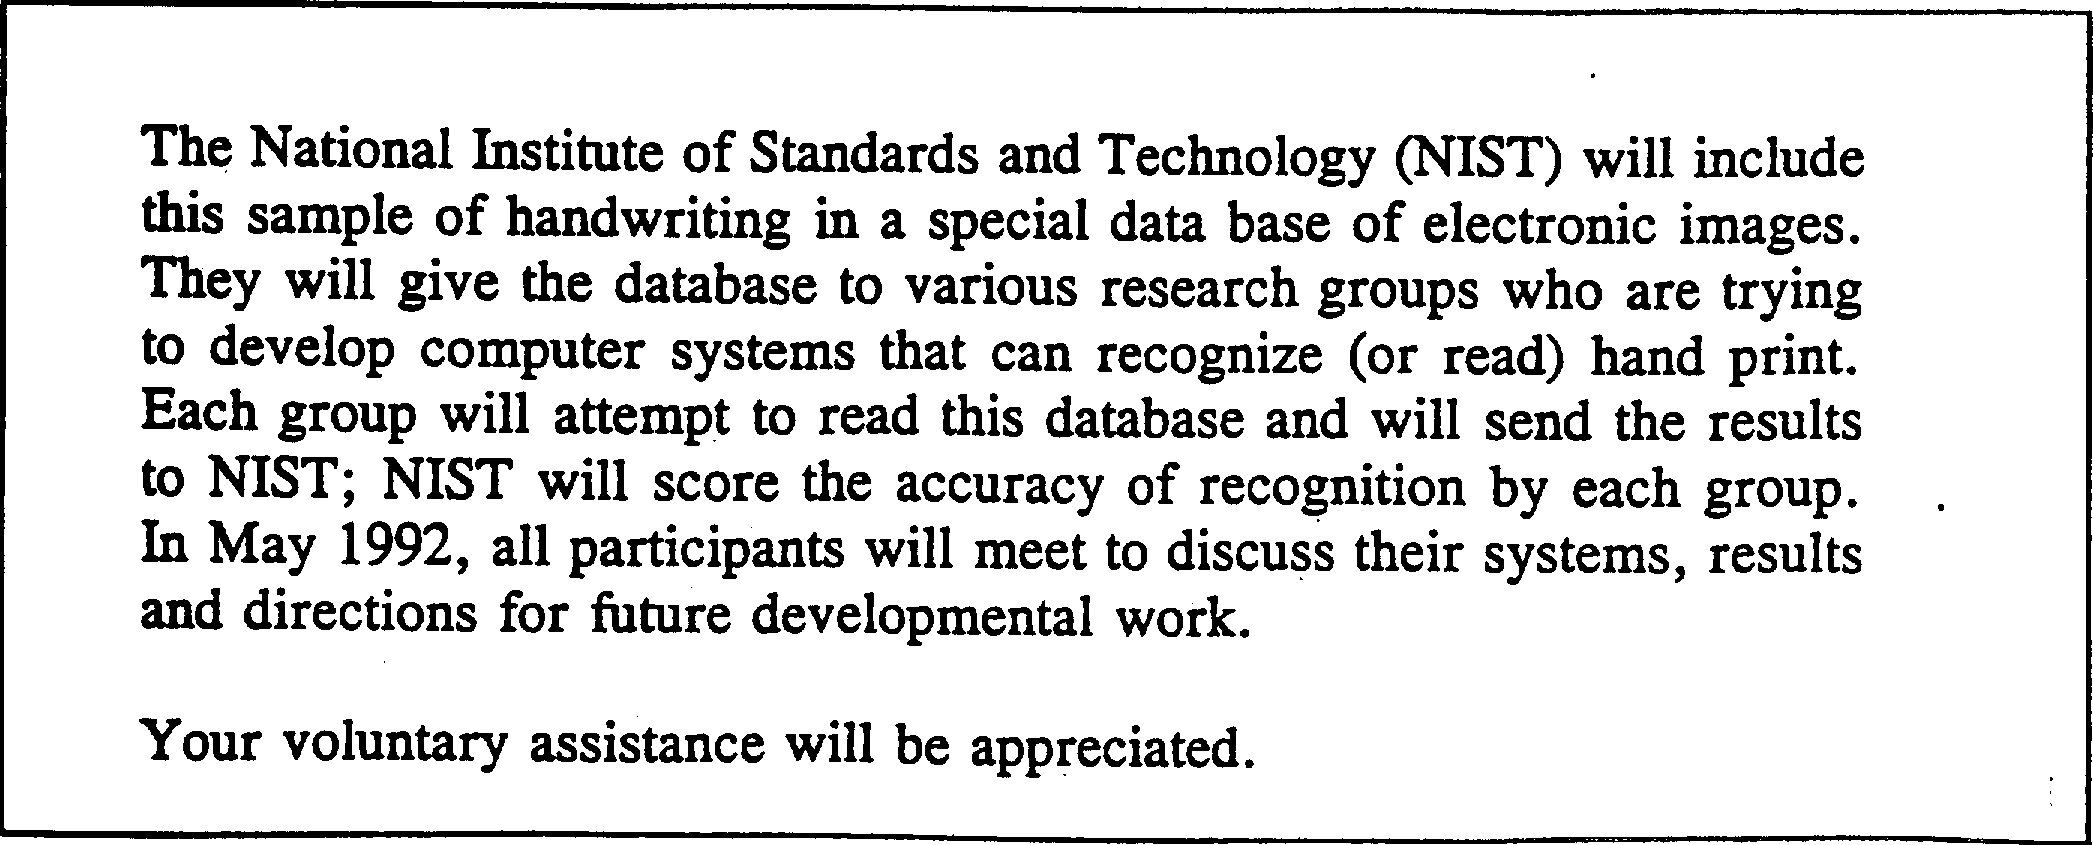 The National Institute of Standards and Technology (NIST) will include
this sample of handwriting in a special data base of electronic images.
They will give the database to various research groups who are trying
to develop computer systems that can recognize (or read) hand print.
Each group will attempt to read this database and will send the results
to NIST; NIST will score the accuracy of recognition by each group.
In May 1992, all participants will meet to discuss their systems, results
and directions for future developmental work.
Your voluntary assistance will be appreciated.